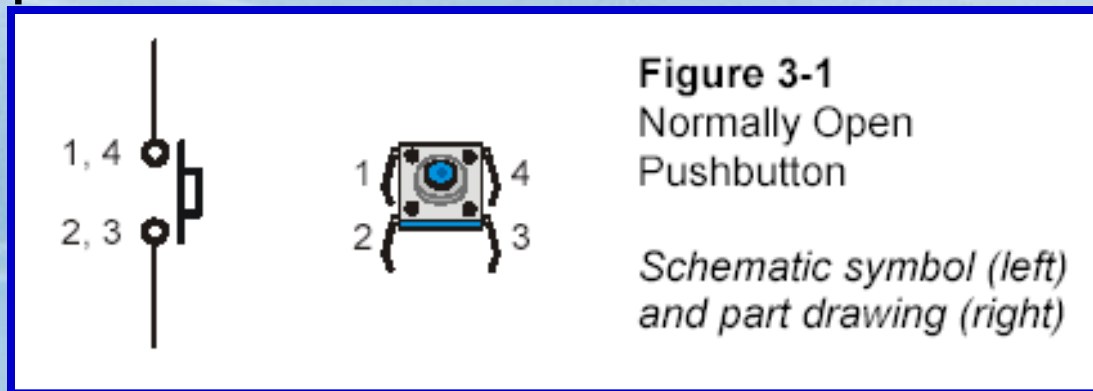 1, 4
2, 3
1
4
2
3
Figure 3-1
Normally Open
Pushbutton
Schematic symbol (left)
and part drawing (right)